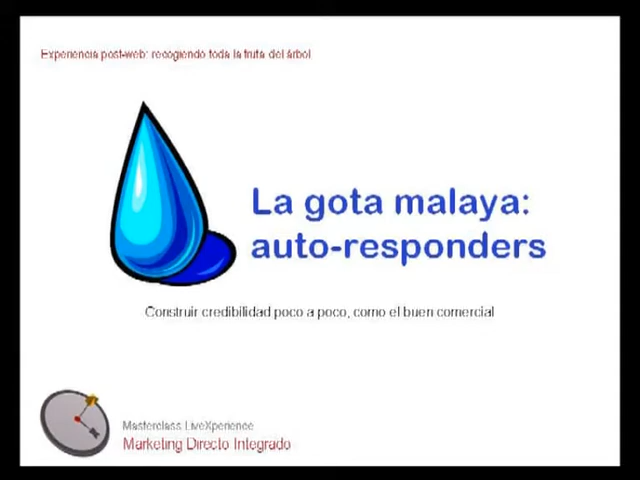 Experiencia post-web: recogiendo toda la fruta del árbol
La gota malaya:
auto-responders
Construir credibilidad poco a poco, como el buen comercial
Masterclass LiveXperience
Marketing Directo Integrado